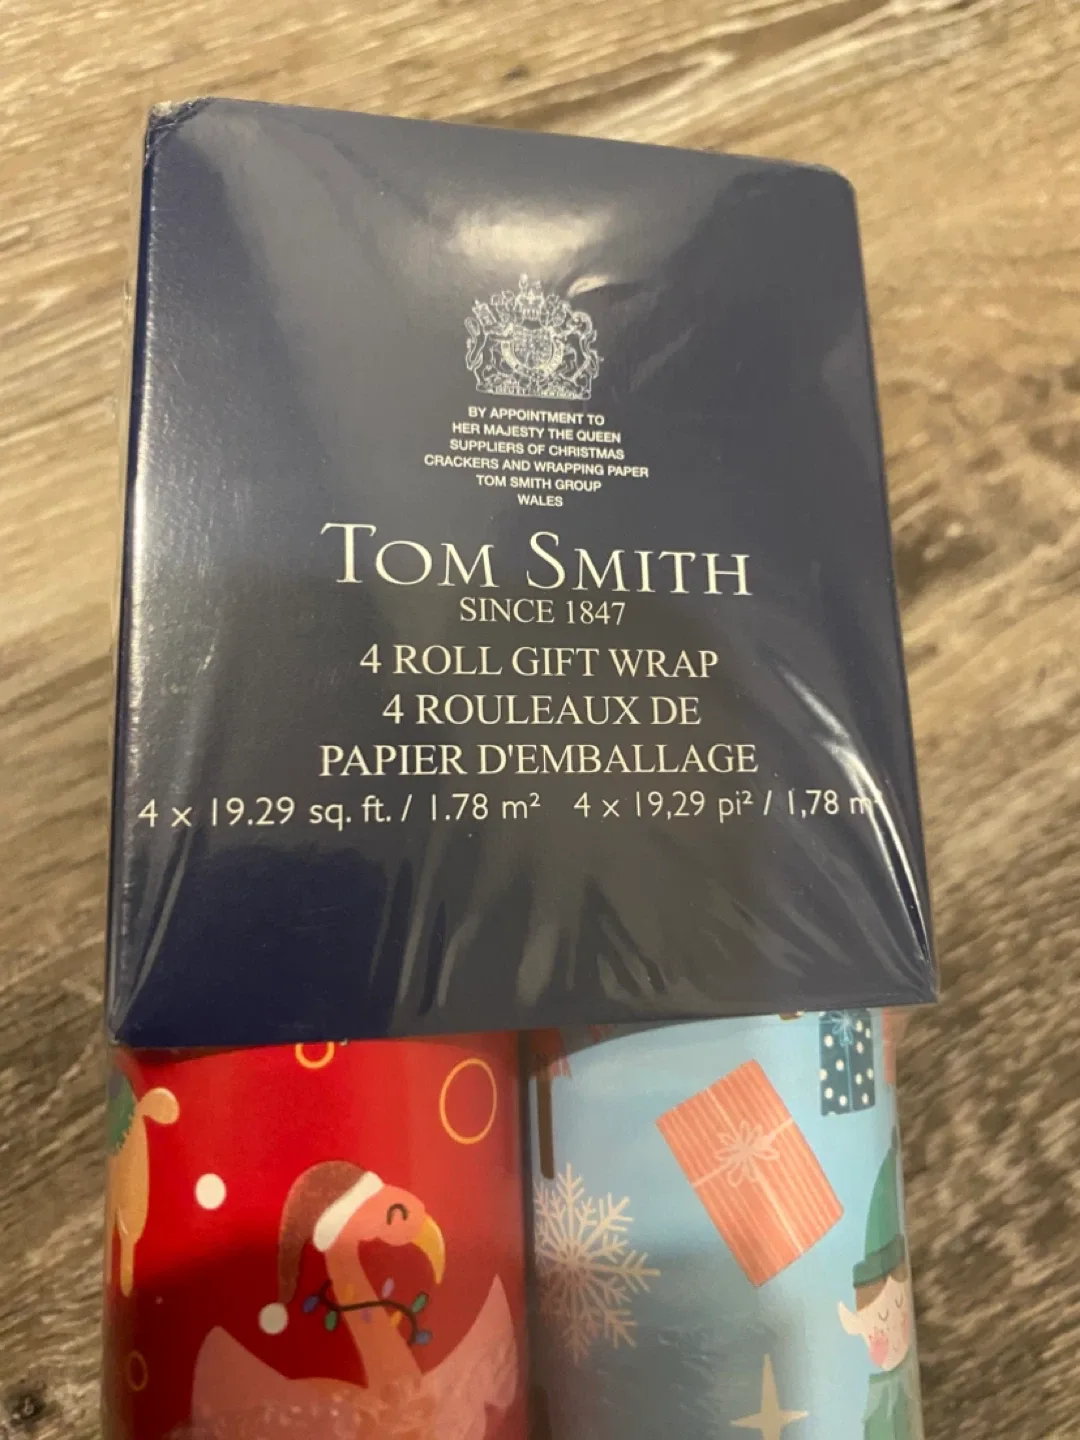 BY APPOINTMENT TO
HER MAJESTY THE QUEEN
SUPPLIERS OF CHRISTMAS
CRACKERS AND WRAPPING PAPER
TOM SMITH GROUP
WALES
TOM SMITH
SINCE 1847
4 ROLL GIFT WRAP
4 ROULEAUX DE
PAPIER D'EMBALLAGE
4 x 19.29 sq. ft. / 1.78 m² 4 x 19,29 pi² / 1,78 m²